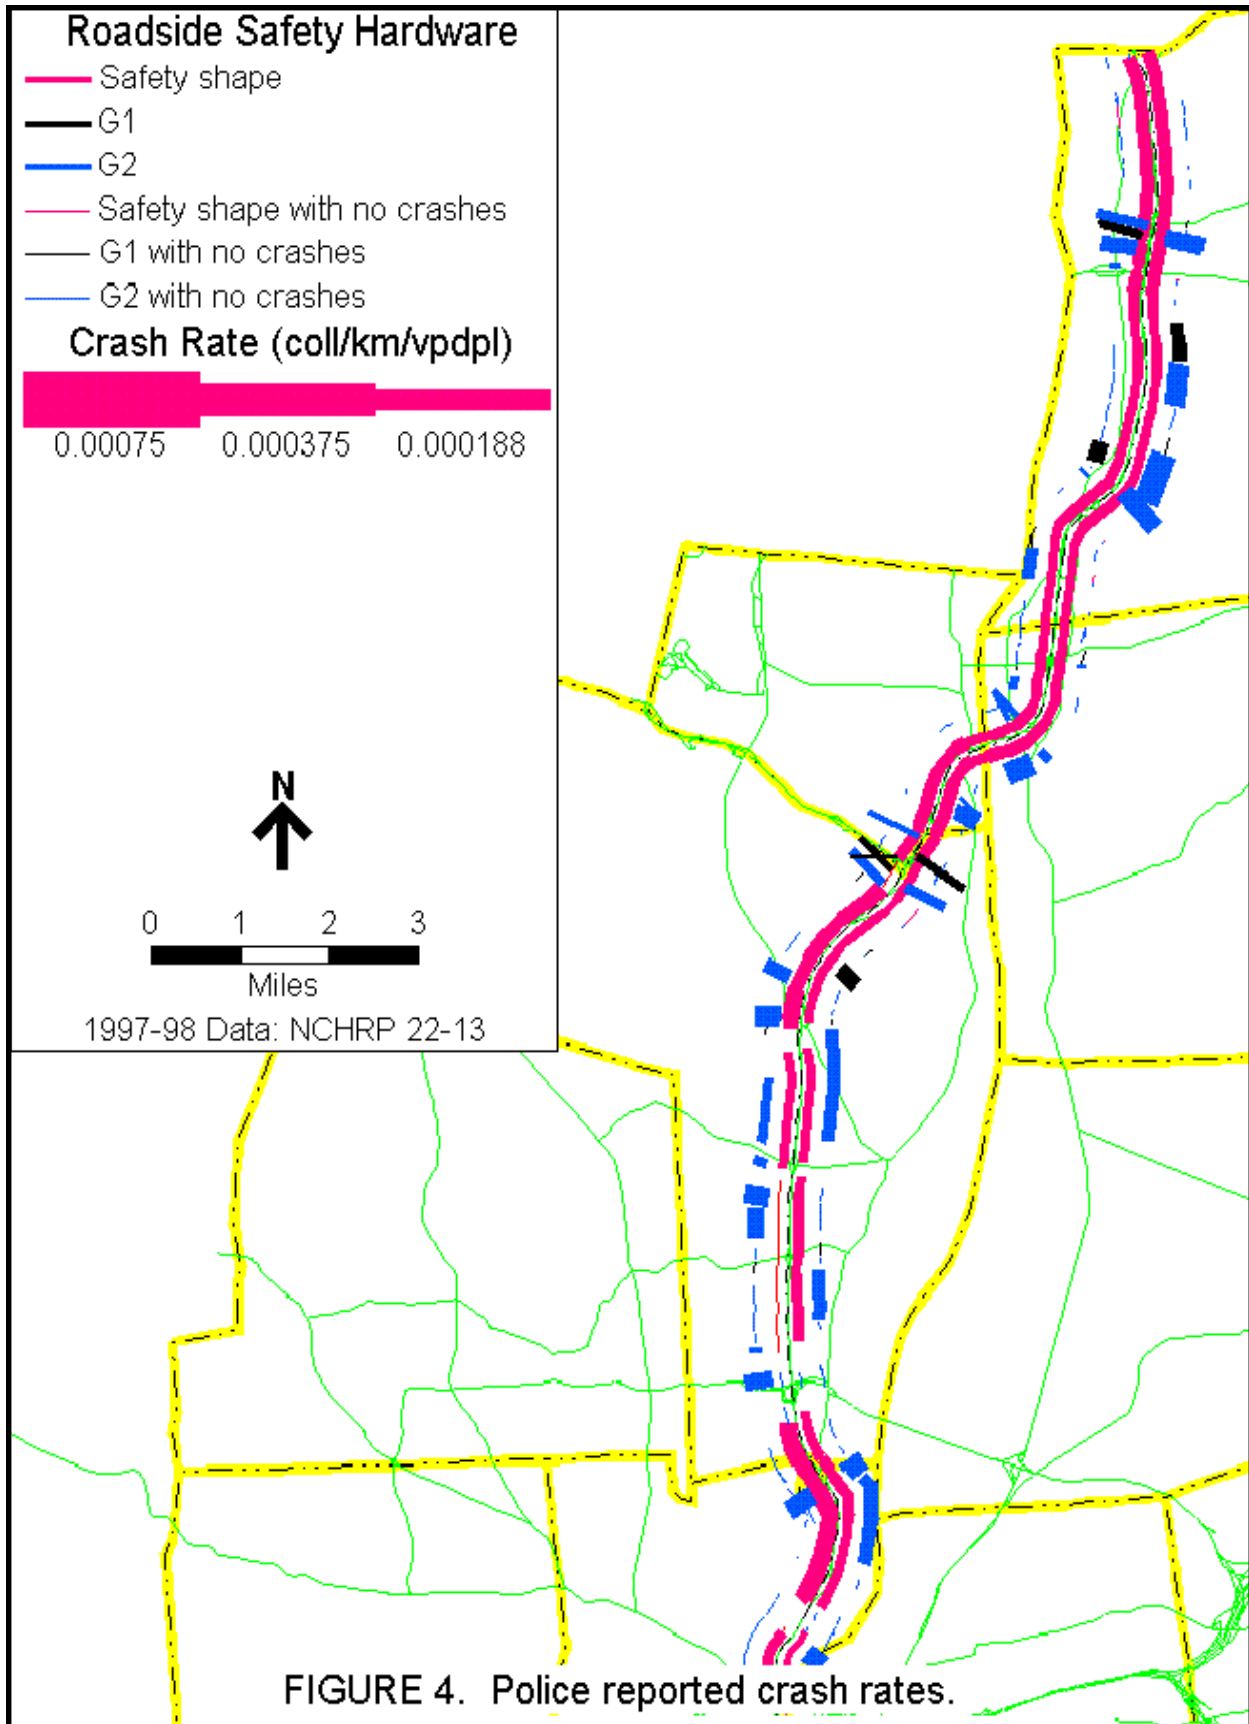 Roadside Safety Hardware
Safety shape
G1
G2
Safety shape with no crashes
G1 with no crashes
G2 with no crashes
Crash Rate (coll/km/vpdpl)
0.00075 0.000375 0.000188
N
0 1 2 3
Miles
1997-98 Data: NCHRP 22-13
FIGURE 4. Police reported crash rates.